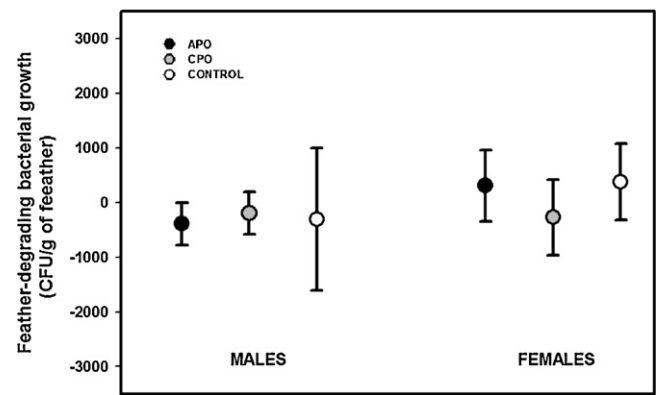 Feather-degrading bacterial growth
(CFU/g of feeather)
3000
2000
1000
0
-1000
-2000
-3000
APO
CPO
CONTROL
MALES
FEMALES